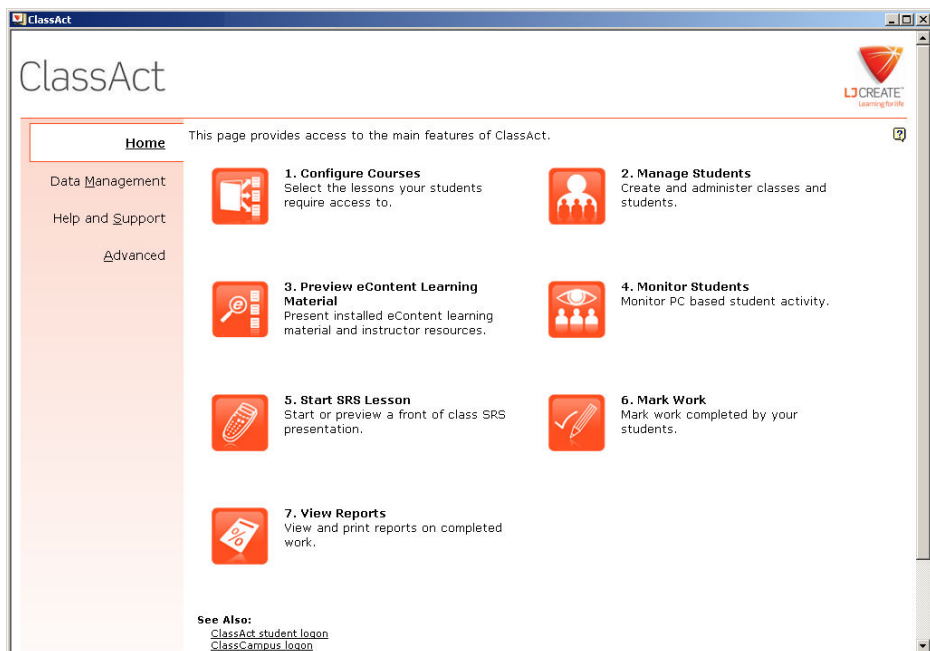 ClassAct
ClassAct
LJCREATE™
Learning for life
Home
Data Management
Help and Support
Advanced
This page provides access to the main features of ClassAct.
1. Configure Courses
Select the lessons your students
require access to.
2. Manage Students
Create and administer classes and
students.
3. Preview eContent Learning
Material
Present installed eContent learning
material and instructor resources.
4. Monitor Students
Monitor PC based student activity.
5. Start SRS Lesson
Start or preview a front of class SRS
presentation.
6. Mark Work
Mark work completed by your
students.
7. View Reports
View and print reports on completed
work.
See Also:
ClassAct student logon
ClassCampus logon